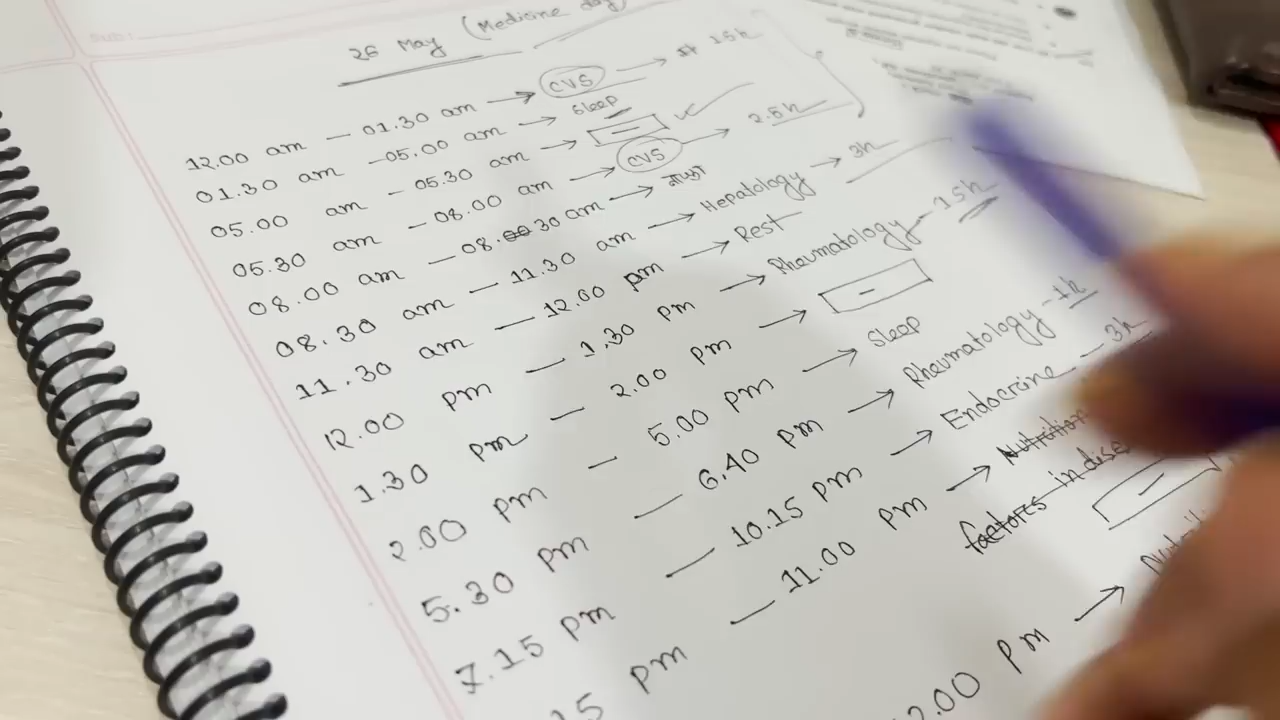 26 May (Medicine day)
12.00 am — 01.30 am → CVS → 1.5h
01.30 am — 05.00 am → Sleep
05.00 am — 05.30 am → –
05.30 am — 08.00 am → CVS → 2.5h
08.00 am — 08.30 am → নাস্তা
08.30 am — 11.30 am → Hepatology → 3h
11.30 am — 12.00 pm → Rest
12.00 pm — 1.30 pm → Rheumatology — 1.5h
1.30 pm — 2.00 pm → –
2.00 pm — 5.00 pm → Sleep
5.30 pm — 6.40 pm → Rheumatology – 1h
7.15 pm — 10.15 pm → Endocrine – 3h
15 pm — 11.00 pm → Nutrition
factores in
–
.00 pm →